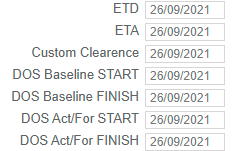 ETD 26/09/2021
ETA 26/09/2021
Custom Clearence 26/09/2021
DOS Baseline START 26/09/2021
DOS Baseline FINISH 26/09/2021
DOS Act/For START 26/09/2021
DOS Act/For FINISH 26/09/2021